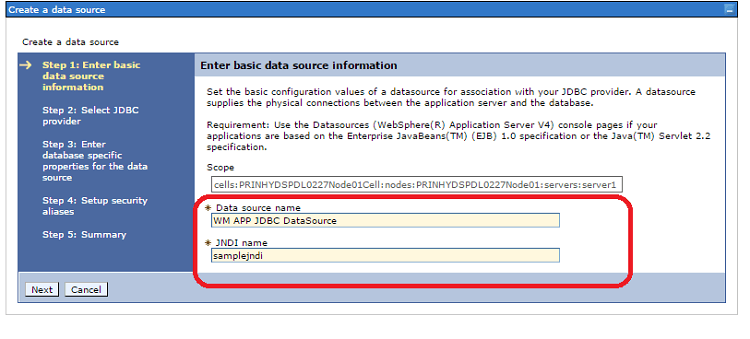 Create a data source
Create a data source
Step 1: Enter basic
data source
information
Step 2: Select JDBC
provider
Step 3: Enter
database specific
properties for the data
source
Step 4: Setup security
aliases
Step 5: Summary
Enter basic data source information
Set the basic configuration values of a datasource for association with your JDBC provider. A datasource
supplies the physical connections between the application server and the database.
Requirement: Use the Datasources (WebSphere(R) Application Server V4) console pages if your
applications are based on the Enterprise JavaBeans(TM) (EJB) 1.0 specification or the Java(TM) Servlet 2.2
specification.
Scope
cells:PRINHYDSPDL0227Node01Cell:nodes:PRINHYDSPDL0227Node01:servers:server1
* Data source name
WM APP JDBC DataSource
* JNDI name
samplejndi
Next Cancel